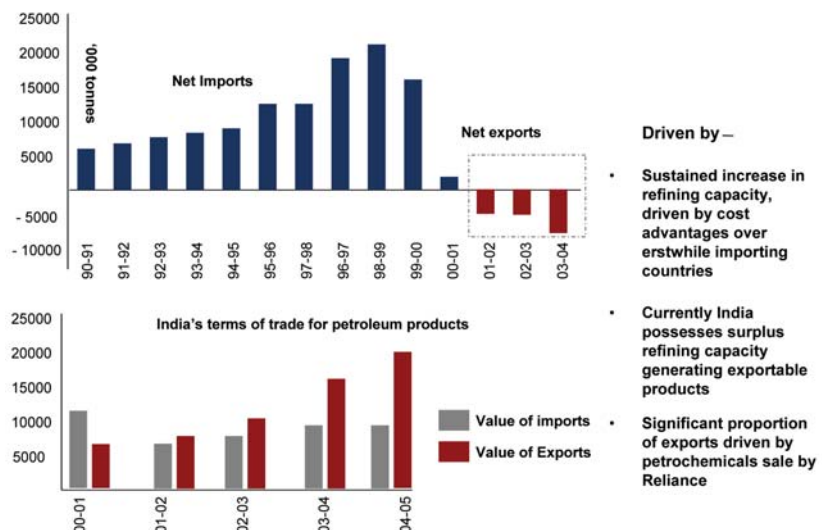 25000
20000
15000
10000
5000
0
- 5000
- 10000
'000 tonnes
Net Imports
Net exports
90-91
91-92
92-93
93-94
94-95
95-96
97-98
96-97
98-99
99-00
00-01
01-02
02-03
03-04
India's terms of trade for petroleum products
25000
20000
15000
10000
5000
00-01
01-02
02-03
03-04
04-05
Value of imports
Value of Exports
Driven by –
• Sustained increase in
refining capacity,
driven by cost
advantages over
erstwhile importing
countries
• Currently India
possesses surplus
refining capacity
generating exportable
products
• Significant proportion
of exports driven by
petrochemicals sale by
Reliance